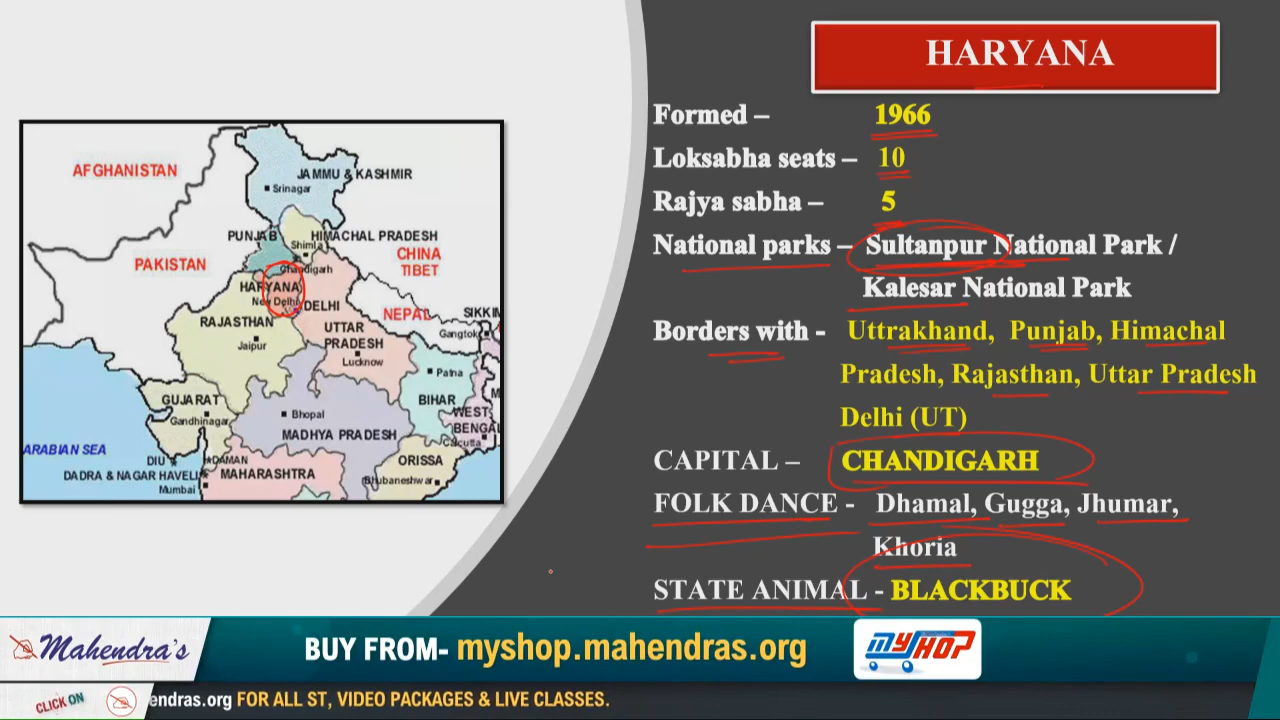 HARYANA
Formed – 1966
Loksabha seats – 10
Rajya sabha – 5
National parks – Sultanpur National Park /
Kalesar National Park
Borders with - Uttrakhand, Punjab, Himachal
Pradesh, Rajasthan, Uttar Pradesh
Delhi (UT)
CAPITAL – CHANDIGARH
FOLK DANCE - Dhamal, Gugga, Jhumar,
Khoria
STATE ANIMAL - BLACKBUCK
AFGHANISTAN
JAMMU & KASHMIR
Srinagar
PUNJAB
HIMACHAL PRADESH
Shimla
CHINA
TIBET
PAKISTAN
Chandigarh
HARYANA
New Delhi
DELHI
NEPAL
SIKKIM
RAJASTHAN
UTTAR
PRADESH
Gangtok
Jaipur
Lucknow
Patna
GUJARAT
BIHAR
Gandhinagar
Bhopal
WEST
BENGAL
MADHYA PRADESH
Calcutta
ARABIAN SEA
DIU
DAMAN
ORISSA
DADRA & NAGAR HAVELI
MAHARASHTRA
Bhubaneshwar
Mumbai
Mahendra's
BUY FROM- myshop.mahendras.org
MY SHOP
CLICK ON
endras.org FOR ALL ST, VIDEO PACKAGES & LIVE CLASSES.